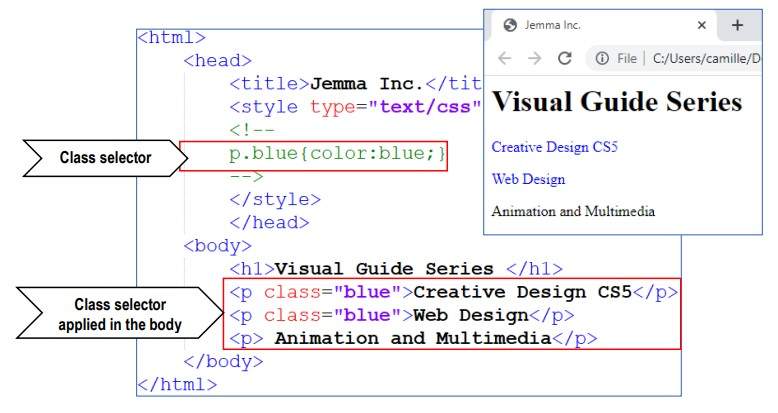 <html>
<head>
<title>Jemma Inc.</tit
<style type="text/css"
<!--
p.blue{color:blue;}
-->
</style>
</head>
<body>
<h1>Visual Guide Series </h1>
<p class="blue">Creative Design CS5</p>
<p class="blue">Web Design</p>
<p> Animation and Multimedia</p>
</body>
</html>
Class selector
Class selector
applied in the body
Jemma Inc.
File | C:/Users/camille/D
Visual Guide Series
Creative Design CS5
Web Design
Animation and Multimedia